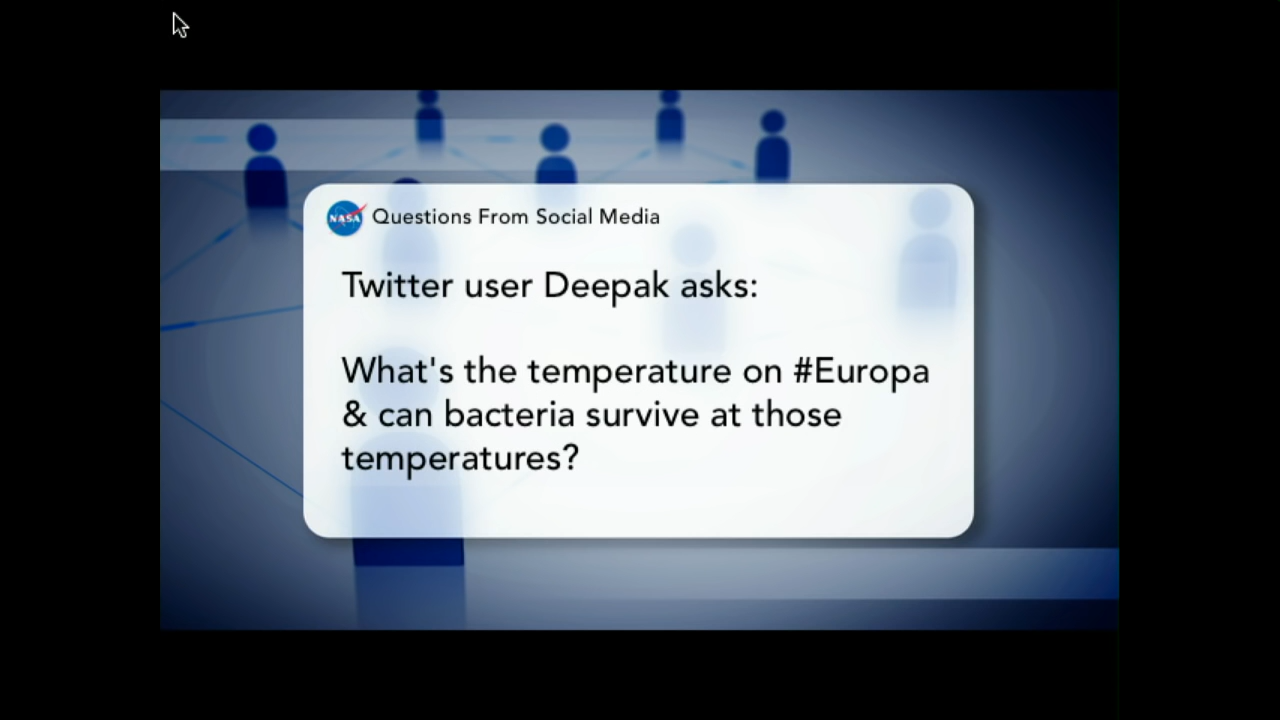 NASA
Questions From Social Media
Twitter user Deepak asks:
What's the temperature on #Europa
& can bacteria survive at those
temperatures?